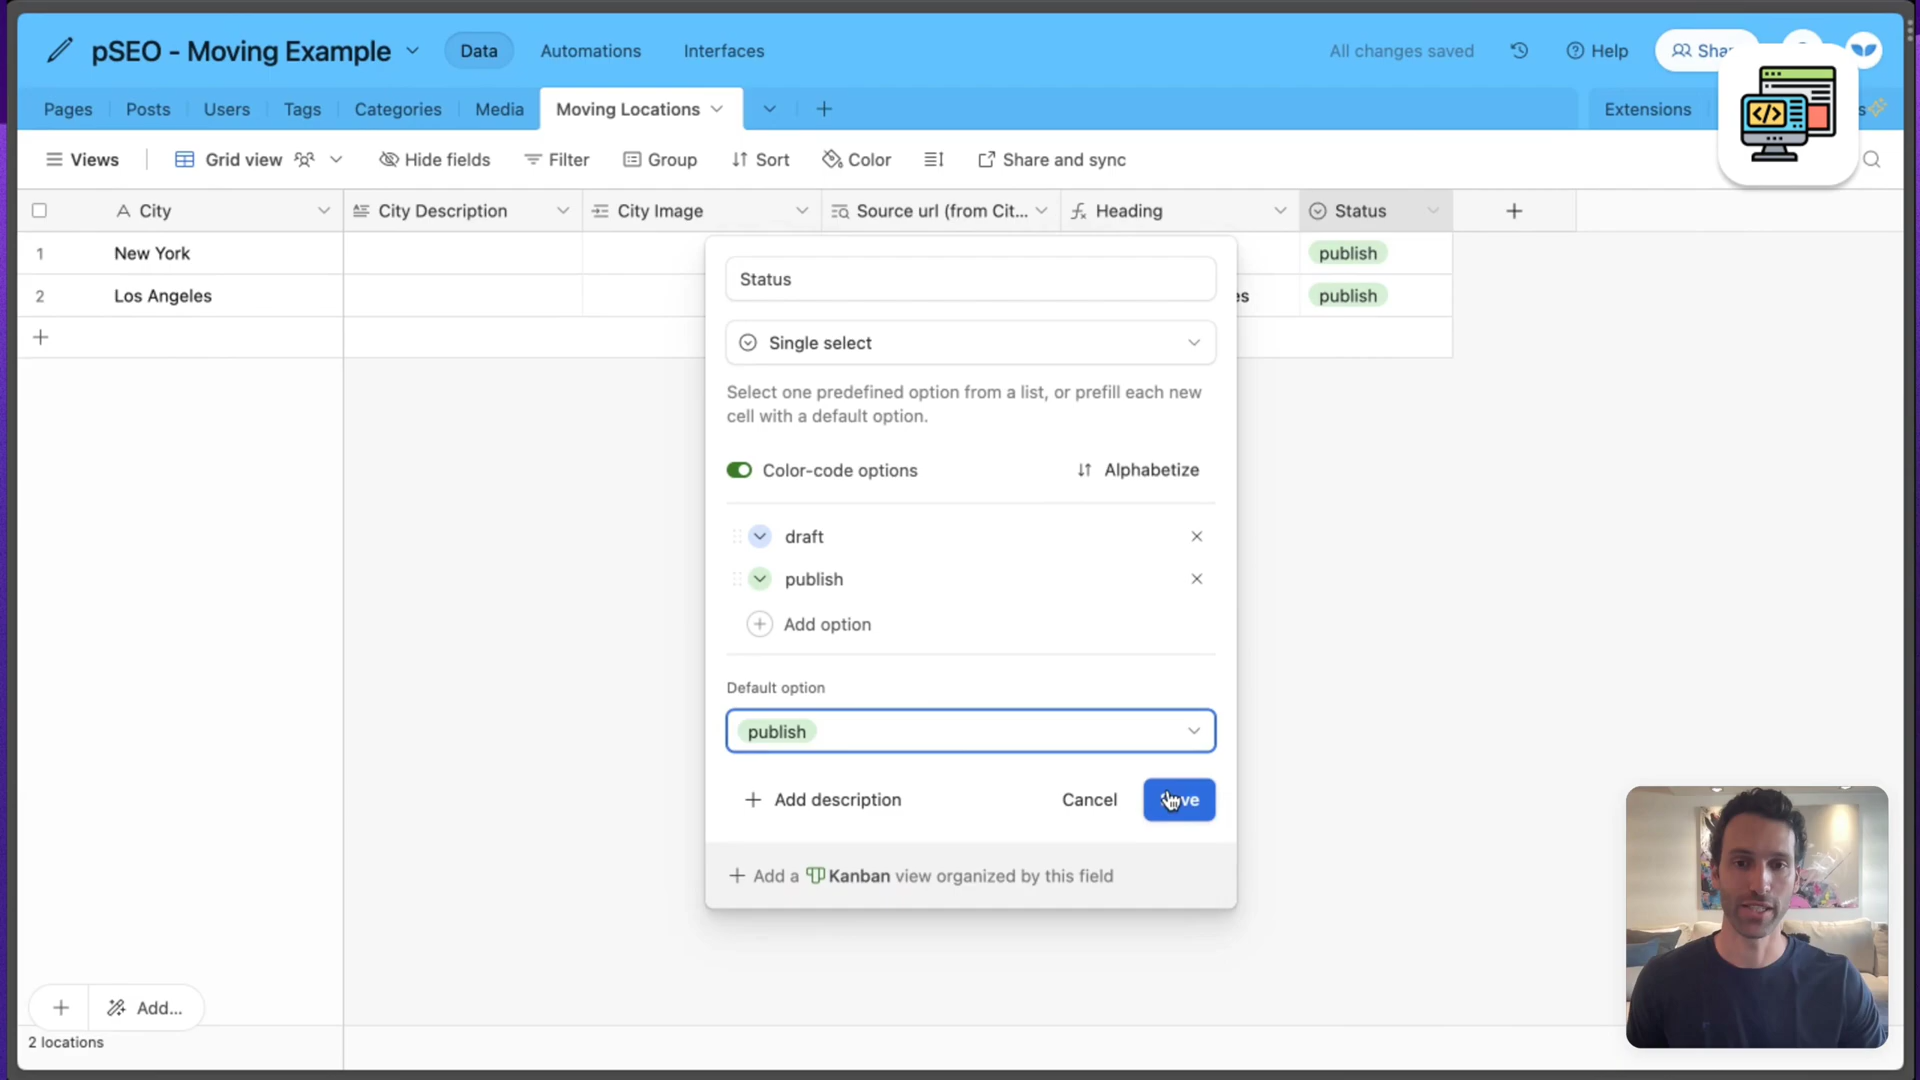 pSEO - Moving Example
Data
Automations
Interfaces
All changes saved
Help
Pages
Posts
Users
Tags
Categories
Media
Moving Locations
Extensions
Views
Grid view
Hide fields
Filter
Group
Sort
Color
Share and sync
City
City Description
City Image
Source url (from Cit...
Heading
Status
1
New York
publish
2
Los Angeles
es
publish
Status
Single select
Select one predefined option from a list, or prefill each new
cell with a default option.
Color-code options
Alphabetize
draft
publish
Add option
Default option
publish
Add description
Cancel
Add a Kanban view organized by this field
Add...
2 locations